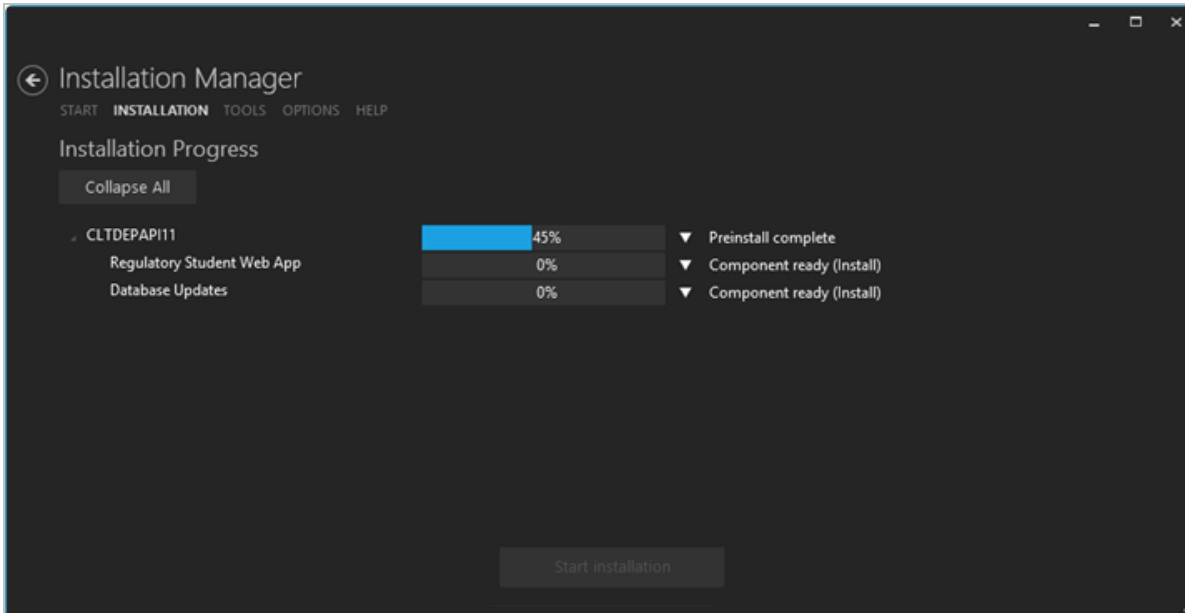 Installation Manager
START INSTALLATION TOOLS OPTIONS HELP
Installation Progress
Collapse All
CLTDEPAPI11 45% Preinstall complete
Regulatory Student Web App 0% Component ready (Install)
Database Updates 0% Component ready (Install)
Start installation